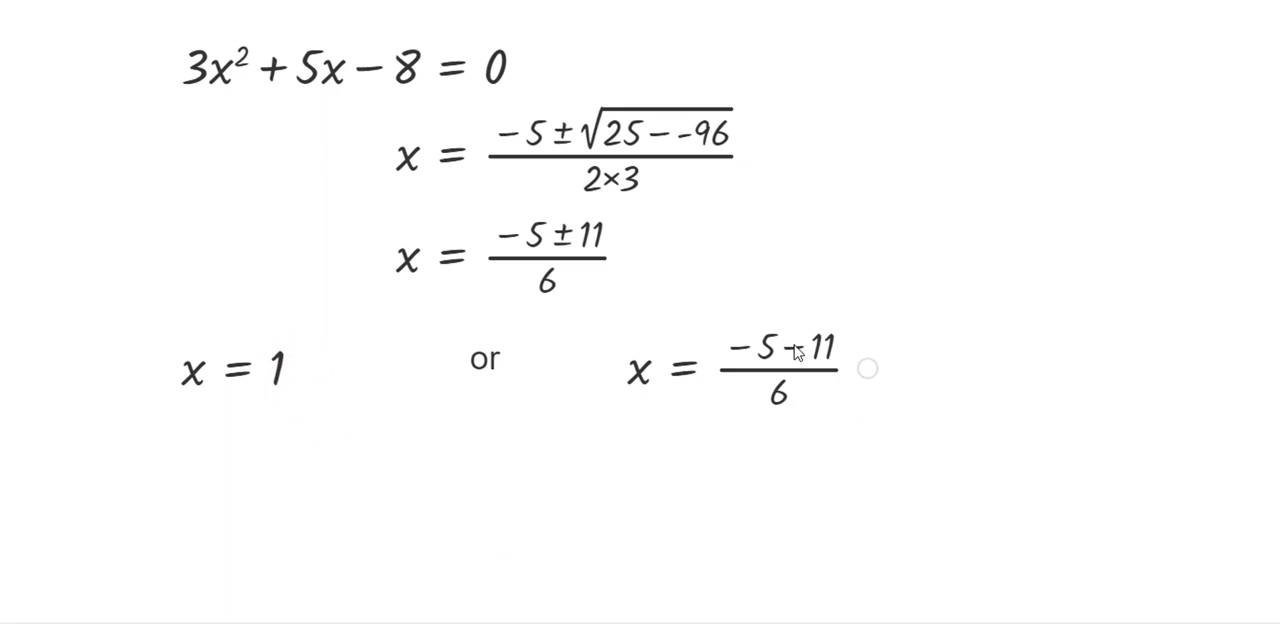 3x² + 5x − 8 = 0
x = (−5 ± √(25 − -96)) / (2×3)
x = (−5 ± 11) / 6
x = 1 or x = (−5 − 11) / 6